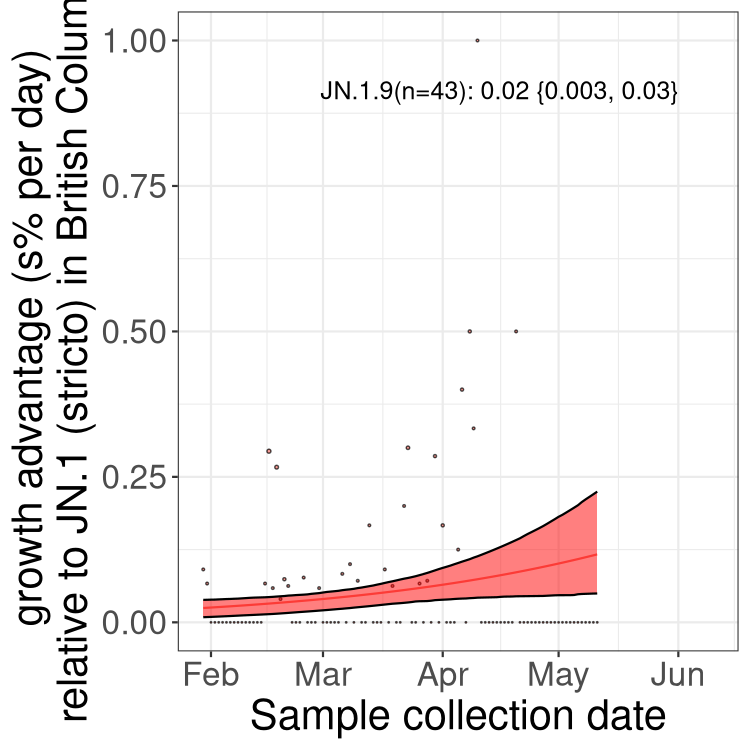 growth advantage (s% per day)
relative to JN.1 (stricto) in British Colum
1.00
0.75
0.50
0.25
0.00
JN.1.9(n=43): 0.02 {0.003, 0.03}
Feb Mar Apr May Jun
Sample collection date